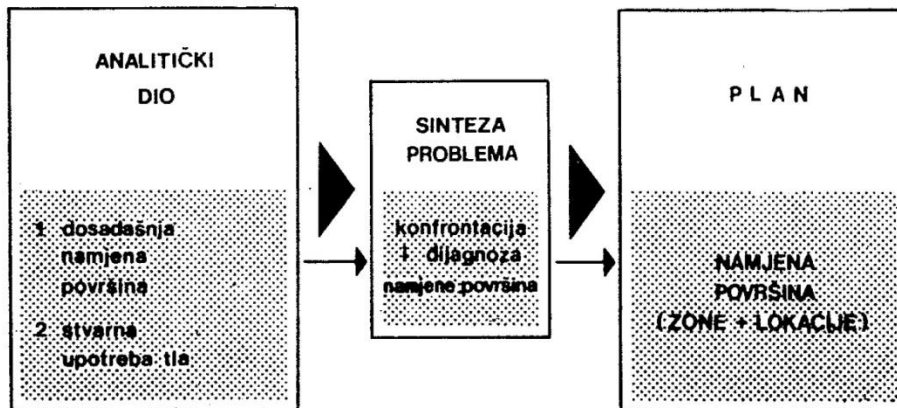 ANALITIČKI
DIO
1 dosadašnja
namjena
površina
2 stvarna
upotreba tla
SINTEZA
PROBLEMA
konfrontacija
i dijagnoza
namjene površina
P L A N
NAMJENA
POVRŠINA
(ZONE + LOKACIJE)